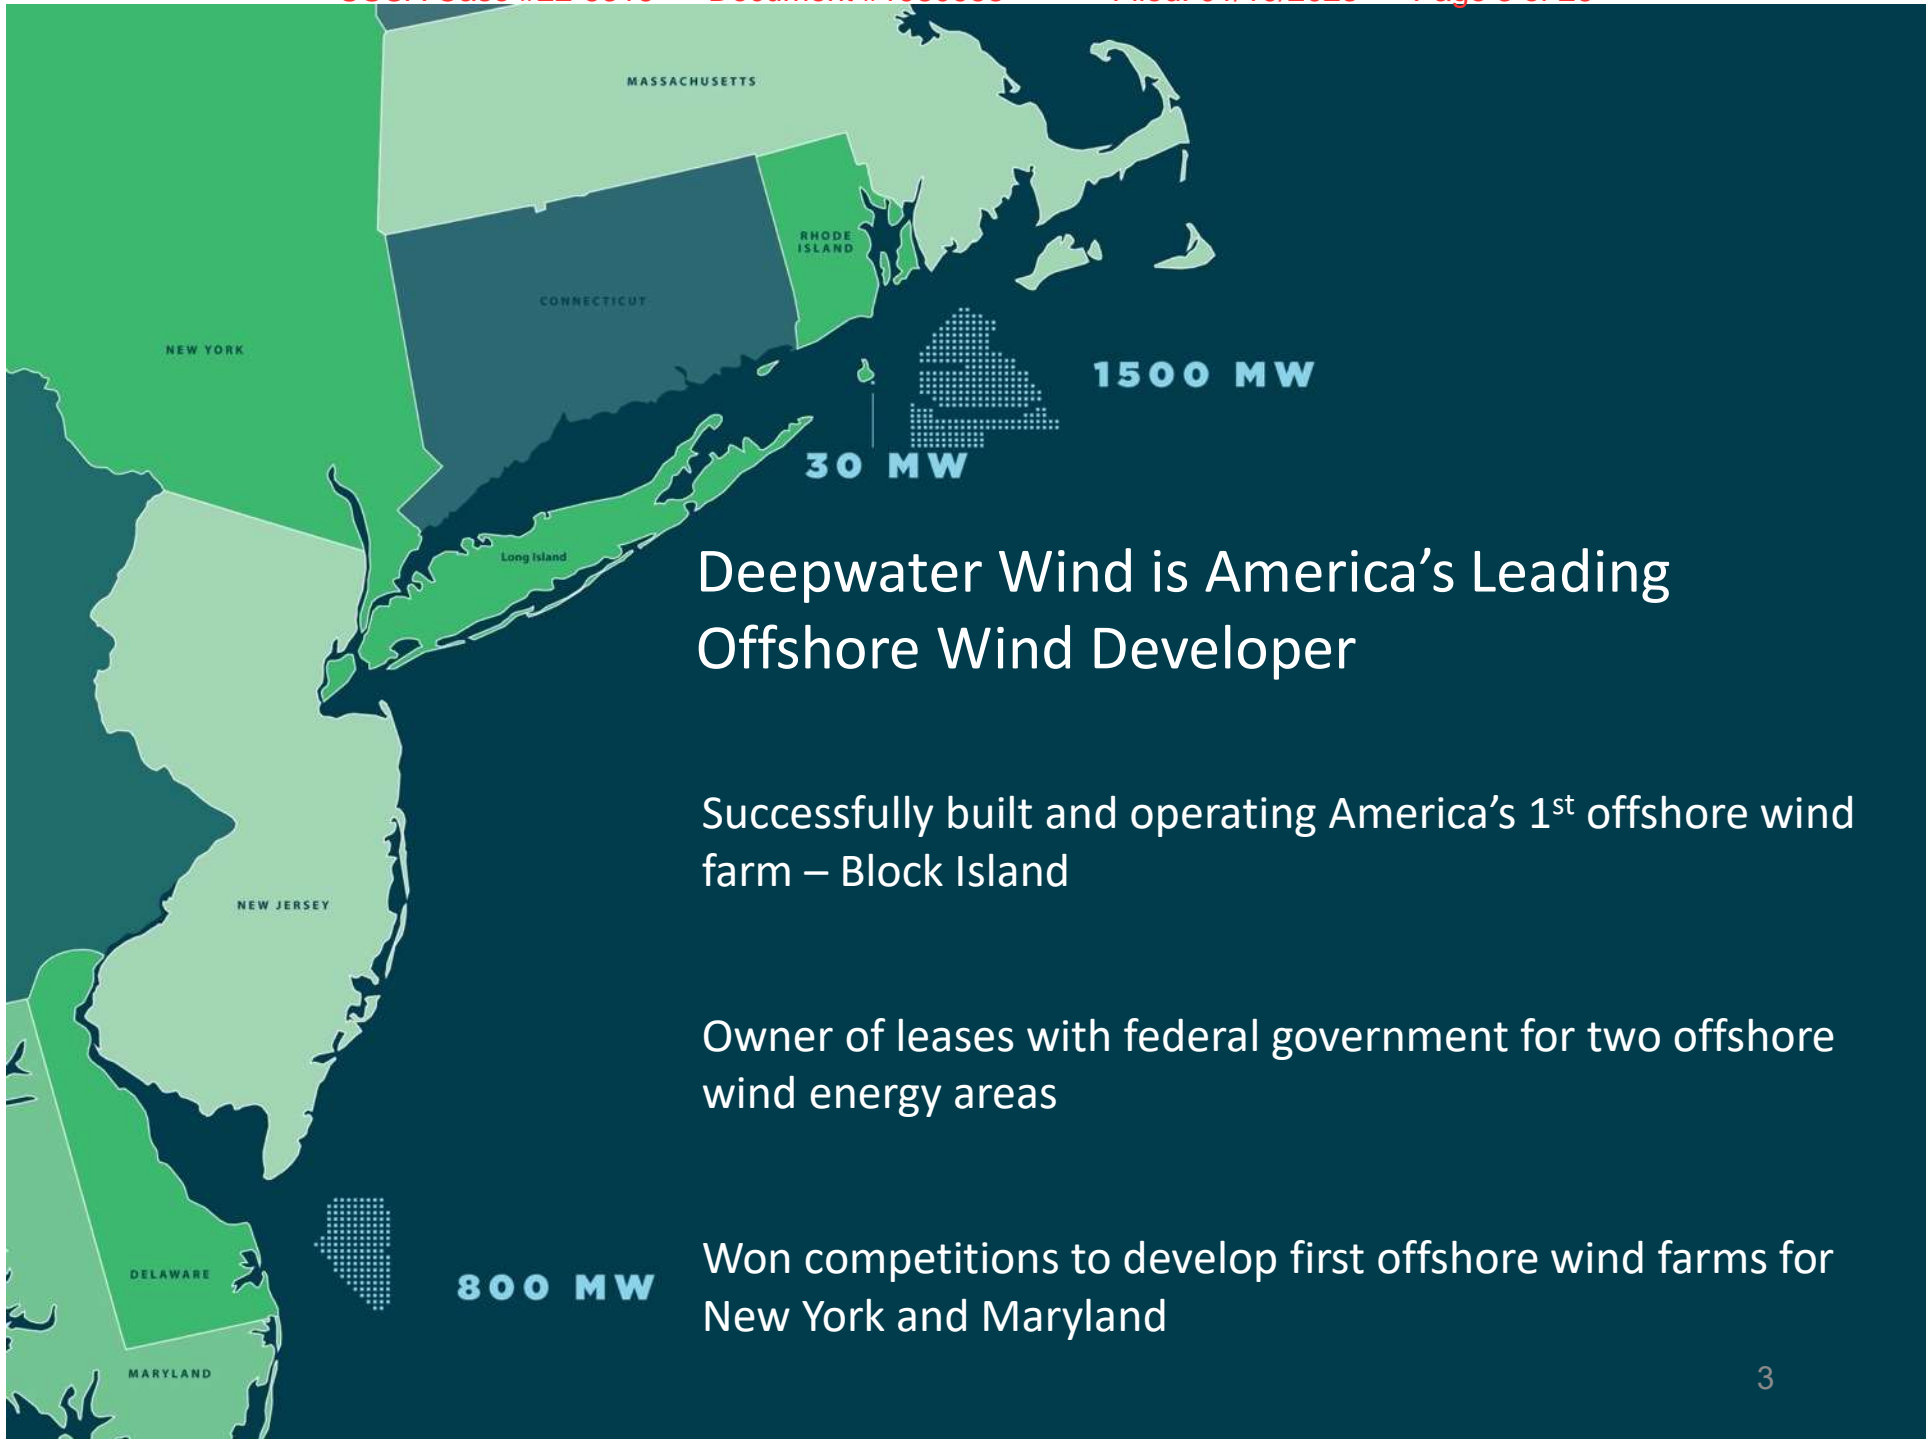 MASSACHUSETTS
RHODE
ISLAND
CONNECTICUT
NEW YORK
1500 MW
30 MW
Long Island
Deepwater Wind is America’s Leading
Offshore Wind Developer
Successfully built and operating America’s 1st offshore wind
farm – Block Island
NEW JERSEY
Owner of leases with federal government for two offshore
wind energy areas
DELAWARE
800 MW
Won competitions to develop first offshore wind farms for
New York and Maryland
MARYLAND
3